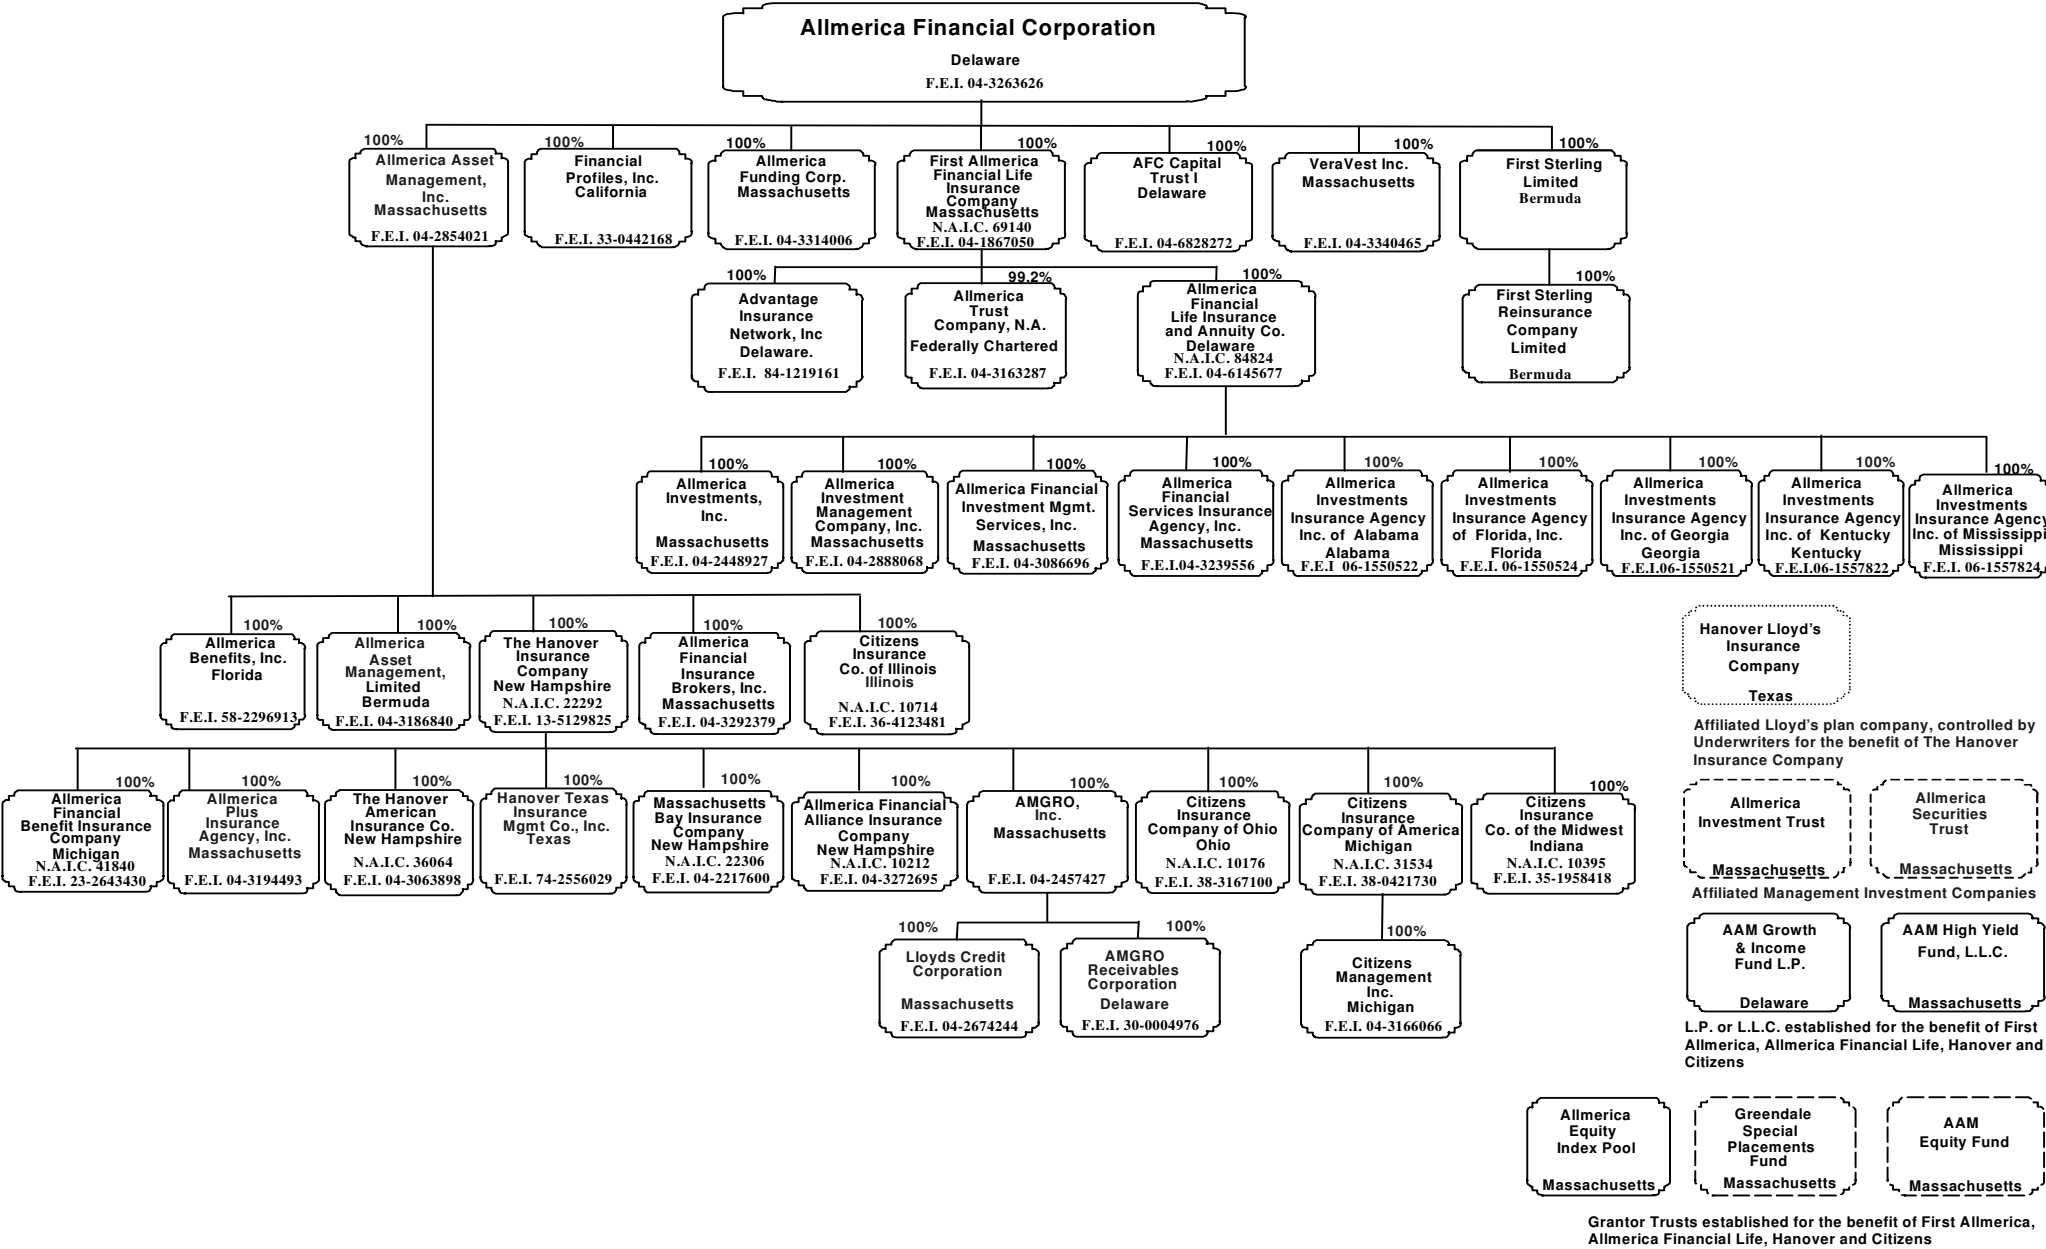 Allmerica Financial Corporation
Delaware
F.E.I. 04-3263626
100%
Allmerica Asset
Management,
Inc.
Massachusetts
F.E.I. 04-2854021
100%
Financial
Profiles, Inc.
California
F.E.I. 33-0442168
100%
Allmerica
Funding Corp.
Massachusetts
F.E.I. 04-3314006
100%
First Allmerica
Financial Life
Insurance
Company
Massachusetts
N.A.I.C. 69140
F.E.I. 04-1867050
100%
AFC Capital
Trust I
Delaware
F.E.I. 04-6828272
100%
VeraVest Inc.
Massachusetts
F.E.I. 04-3340465
100%
First Sterling
Limited
Bermuda
100%
Advantage
Insurance
Network, Inc
Delaware.
F.E.I. 84-1219161
99.2%
Allmerica
Trust
Company, N.A.
Federally Chartered
F.E.I. 04-3163287
100%
Allmerica
Financial
Life Insurance
and Annuity Co.
Delaware
N.A.I.C. 84824
F.E.I. 04-6145677
100%
First Sterling
Reinsurance
Company
Limited
Bermuda
100%
Allmerica
Investments,
Inc.
Massachusetts
F.E.I. 04-2448927
100%
Allmerica
Investment
Management
Company, Inc.
Massachusetts
F.E.I. 04-2888068
100%
Allmerica Financial
Investment Mgmt.
Services, Inc.
Massachusetts
F.E.I. 04-3086696
100%
Allmerica
Financial
Services Insurance
Agency, Inc.
Massachusetts
F.E.I.04-3239556
100%
Allmerica
Investments
Insurance Agency
Inc. of Alabama
Alabama
F.E.I 06-1550522
100%
Allmerica
Investments
Insurance Agency
of Florida, Inc.
Florida
F.E.I. 06-1550524
100%
Allmerica
Investments
Insurance Agency
Inc. of Georgia
Georgia
F.E.I.06-1550521
100%
Allmerica
Investments
Insurance Agency
Inc. of Kentucky
Kentucky
F.E.I.06-1557822
100%
Allmerica
Investments
Insurance Agency
Inc. of Mississippi
Mississippi
F.E.I. 06-1557824
100%
Allmerica
Benefits, Inc.
Florida
F.E.I. 58-2296913
100%
Allmerica
Asset
Management,
Limited
Bermuda
F.E.I. 04-3186840
100%
The Hanover
Insurance
Company
New Hampshire
N.A.I.C. 22292
F.E.I. 13-5129825
100%
Allmerica
Financial
Insurance
Brokers, Inc.
Massachusetts
F.E.I. 04-3292379
100%
Citizens
Insurance
Co. of Illinois
Illinois
N.A.I.C. 10714
F.E.I. 36-4123481
Hanover Lloyd's
Insurance
Company
Texas
Affiliated Lloyd's plan company, controlled by
Underwriters for the benefit of The Hanover
Insurance Company
100%
Allmerica
Financial
Benefit Insurance
Company
Michigan
N.A.I.C. 41840
F.E.I. 23-2643430
100%
Allmerica
Plus
Insurance
Agency, Inc.
Massachusetts
F.E.I. 04-3194493
100%
The Hanover
American
Insurance Co.
New Hampshire
N.A.I.C. 36064
F.E.I. 04-3063898
100%
Hanover Texas
Insurance
Mgmt Co., Inc.
Texas
F.E.I. 74-2556029
100%
Massachusetts
Bay Insurance
Company
New Hampshire
N.A.I.C. 22306
F.E.I. 04-2217600
100%
Allmerica Financial
Alliance Insurance
Company
New Hampshire
N.A.I.C. 10212
F.E.I. 04-3272695
100%
AMGRO,
Inc.
Massachusetts
F.E.I. 04-2457427
100%
Citizens
Insurance
Company of Ohio
Ohio
N.A.I.C. 10176
F.E.I. 38-3167100
100%
Citizens
Insurance
Company of America
Michigan
N.A.I.C. 31534
F.E.I. 38-0421730
100%
Citizens
Insurance
Co. of the Midwest
Indiana
N.A.I.C. 10395
F.E.I. 35-1958418
Allmerica
Investment Trust
Massachusetts
Allmerica
Securities
Trust
Massachusetts
Affiliated Management Investment Companies
100%
Lloyds Credit
Corporation
Massachusetts
F.E.I. 04-2674244
100%
AMGRO
Receivables
Corporation
Delaware
F.E.I. 30-0004976
100%
Citizens
Management
Inc.
Michigan
F.E.I. 04-3166066
AAM Growth
& Income
Fund L.P.
Delaware
AAM High Yield
Fund, L.L.C.
Massachusetts
L.P. or L.L.C. established for the benefit of First
Allmerica, Allmerica Financial Life, Hanover and
Citizens
Allmerica
Equity
Index Pool
Massachusetts
Greendale
Special
Placements
Fund
Massachusetts
AAM
Equity Fund
Massachusetts
Grantor Trusts established for the benefit of First Allmerica,
Allmerica Financial Life, Hanover and Citizens